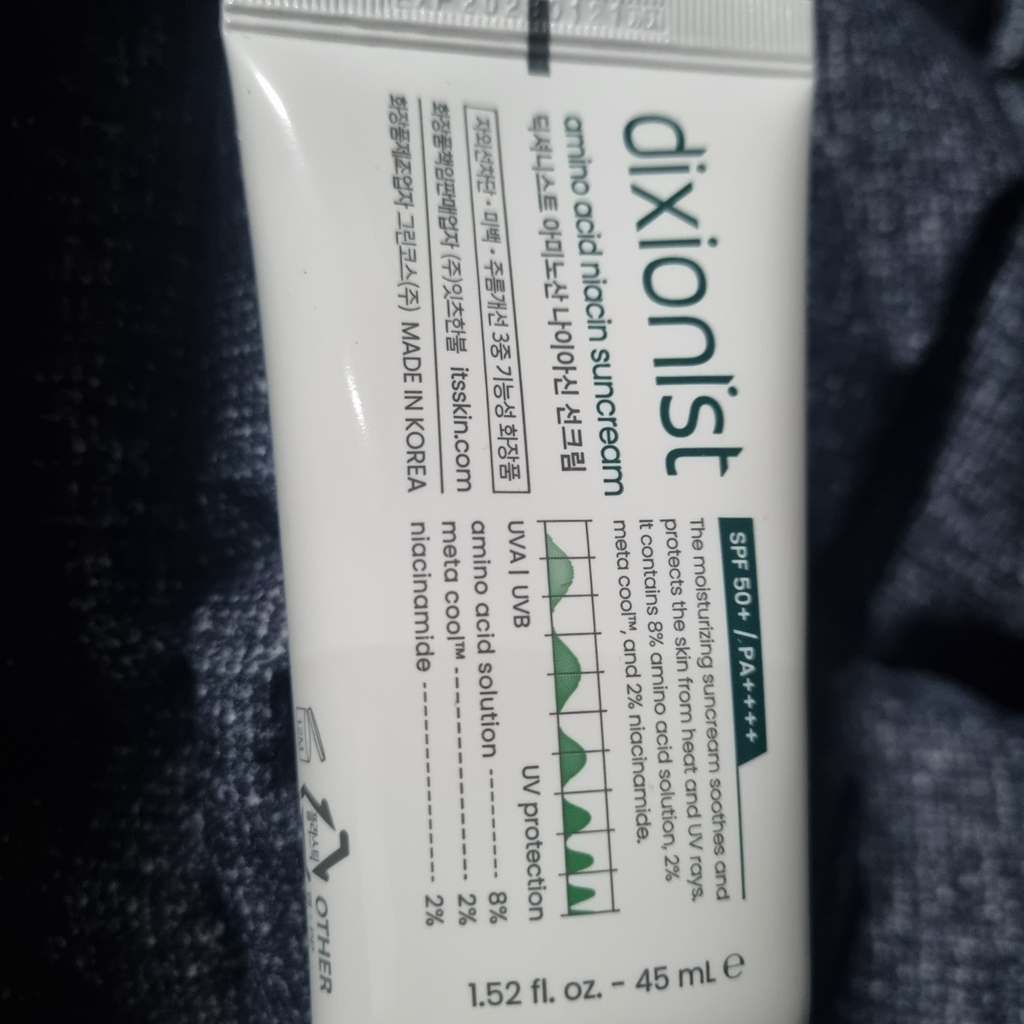 dixionlist
amino acid niacin suncream
딕셔니스트 아미노산 나이아신 선크림
자외선차단 • 미백 • 주름개선 3중 기능성 화장품
화장품책임판매업자 (주)잇츠한불 itsskin.com
화장품제조업자 그린코스(주) MADE IN KOREA
SPF 50+ / PA++++
The moisturizing suncream soothes and
protects the skin from heat and UV rays.
It contains 8% amino acid solution, 2%
meta cool™, and 2% niacinamide.
UVA | UVB
UV protection
amino acid solution --------- 8%
meta cool™ --------------- 2%
niacinamide --------------- 2%
12M
플라스틱
OTHER
1.52 fl. oz. - 45 mL ℮